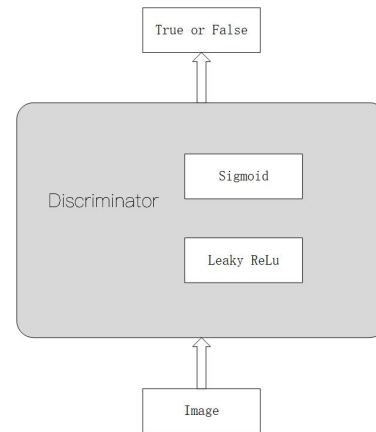 True or False
Sigmoid
Discriminator
Leaky ReLu
Image